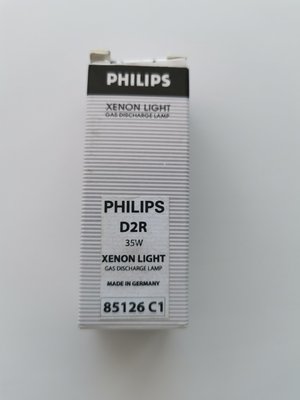 PHILIPS
XENON LIGHT
GAS DISCHARGE LAMP
PHILIPS
D2R
35W
XENON LIGHT
GAS DISCHARGE LAMP
MADE IN GERMANY
85126 C1